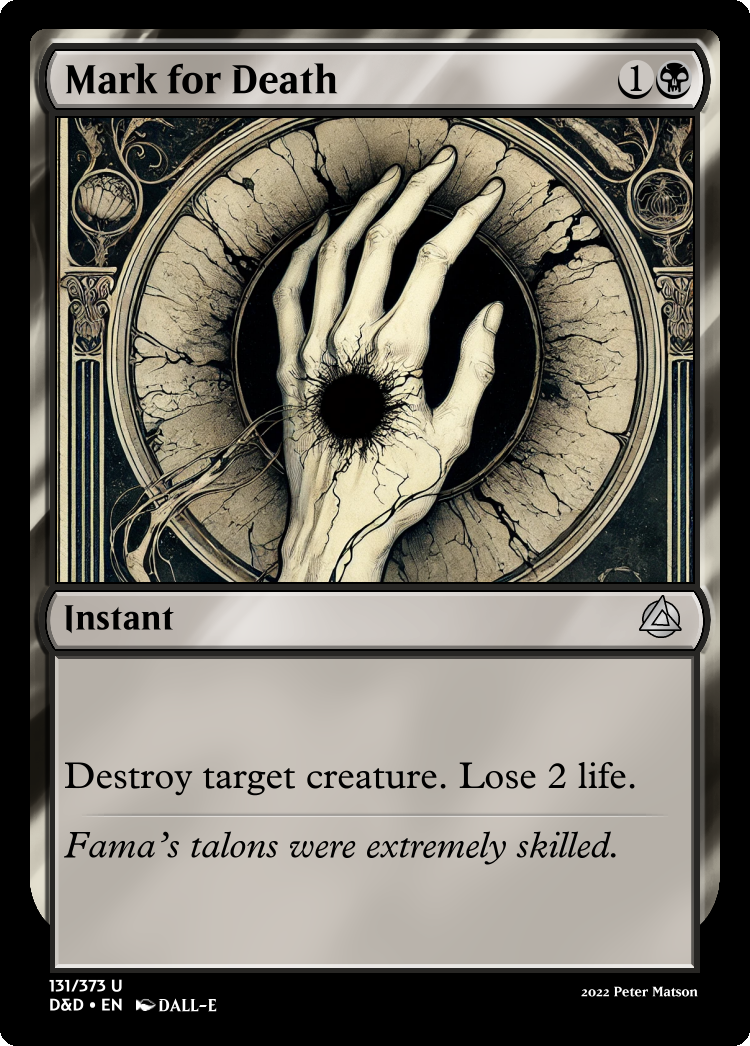 Mark for Death 1
Instant
Destroy target creature. Lose 2 life.
Fama's talons were extremely skilled.
131/373 U
D&D • EN DALL-E
2022 Peter Matson